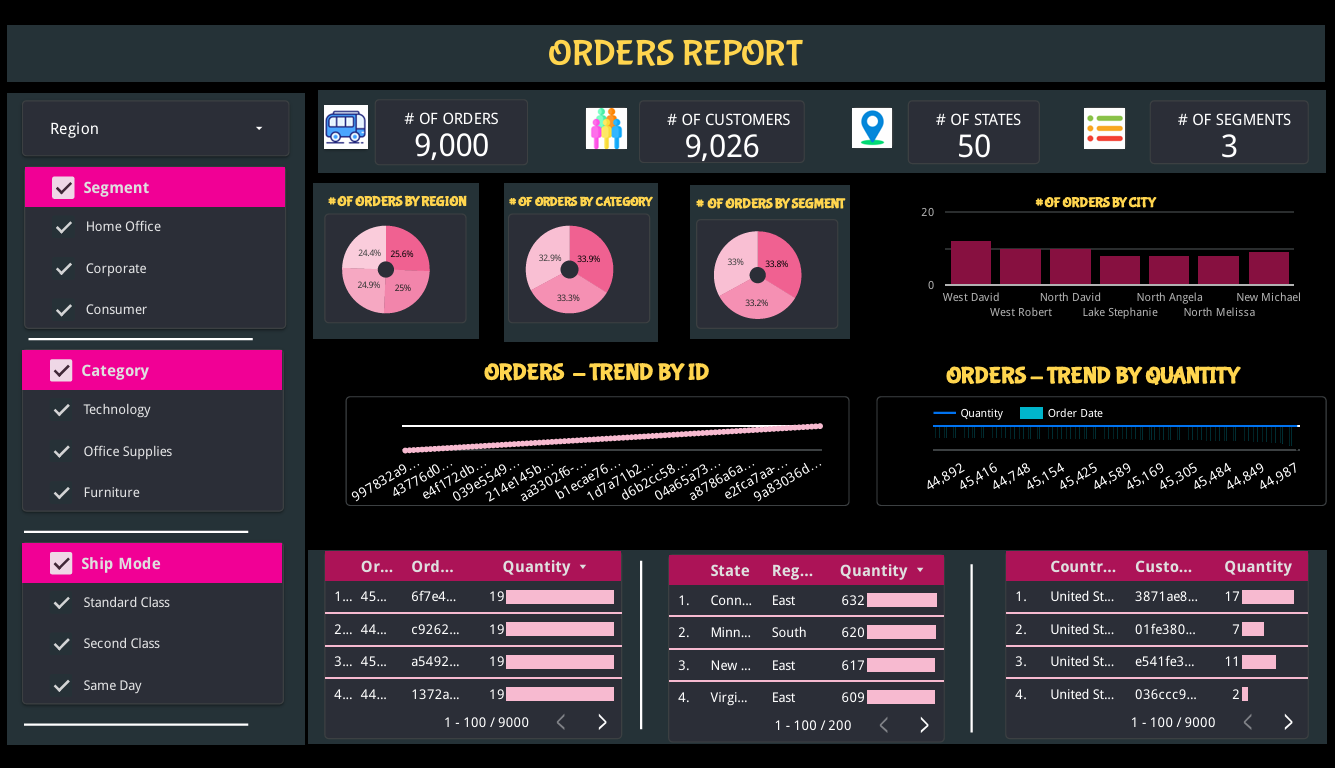 ORDERS REPORT
Region
Segment
Home Office
Corporate
Consumer
Category
Technology
Office Supplies
Furniture
Ship Mode
Standard Class
Second Class
Same Day
# OF ORDERS
9,000
# OF CUSTOMERS
9,026
# OF STATES
50
# OF SEGMENTS
3
# OF ORDERS BY REGION
24.4% 25.6%
24.9% 25%
# OF ORDERS BY CATEGORY
32.9% 33.9%
33.3%
# OF ORDERS BY SEGMENT
33% 33.8%
33.2%
# OF ORDERS BY CITY
20
0
West David North David North Angela New Michael
West Robert Lake Stephanie North Melissa
ORDERS – TREND BY ID
997832a9... 43776d0... e4f172db... 039e5549... 214e145b... aa3302f6-... b1ecae76... 1d7a71b2... d6b2cc58... 04a65a73... a8786a6a... e2fca7aa-... 9a83036d...
ORDERS – TREND BY QUANTITY
Quantity Order Date
44,892 45,416 44,748 45,154 45,425 44,589 45,169 45,305 45,484 44,849 44,987
Or... Ord... Quantity
1... 45... 6f7e4... 19
2... 44... c9262... 19
3... 45... a5492... 19
4... 44... 1372a... 19
1 - 100 / 9000
State Reg... Quantity
1. Conn... East 632
2. Minn... South 620
3. New ... East 617
4. Virgi... East 609
1 - 100 / 200
Countr... Custo... Quantity
1. United St... 3871ae8... 17
2. United St... 01fe380... 7
3. United St... e541fe3... 11
4. United St... 036ccc9... 2
1 - 100 / 9000